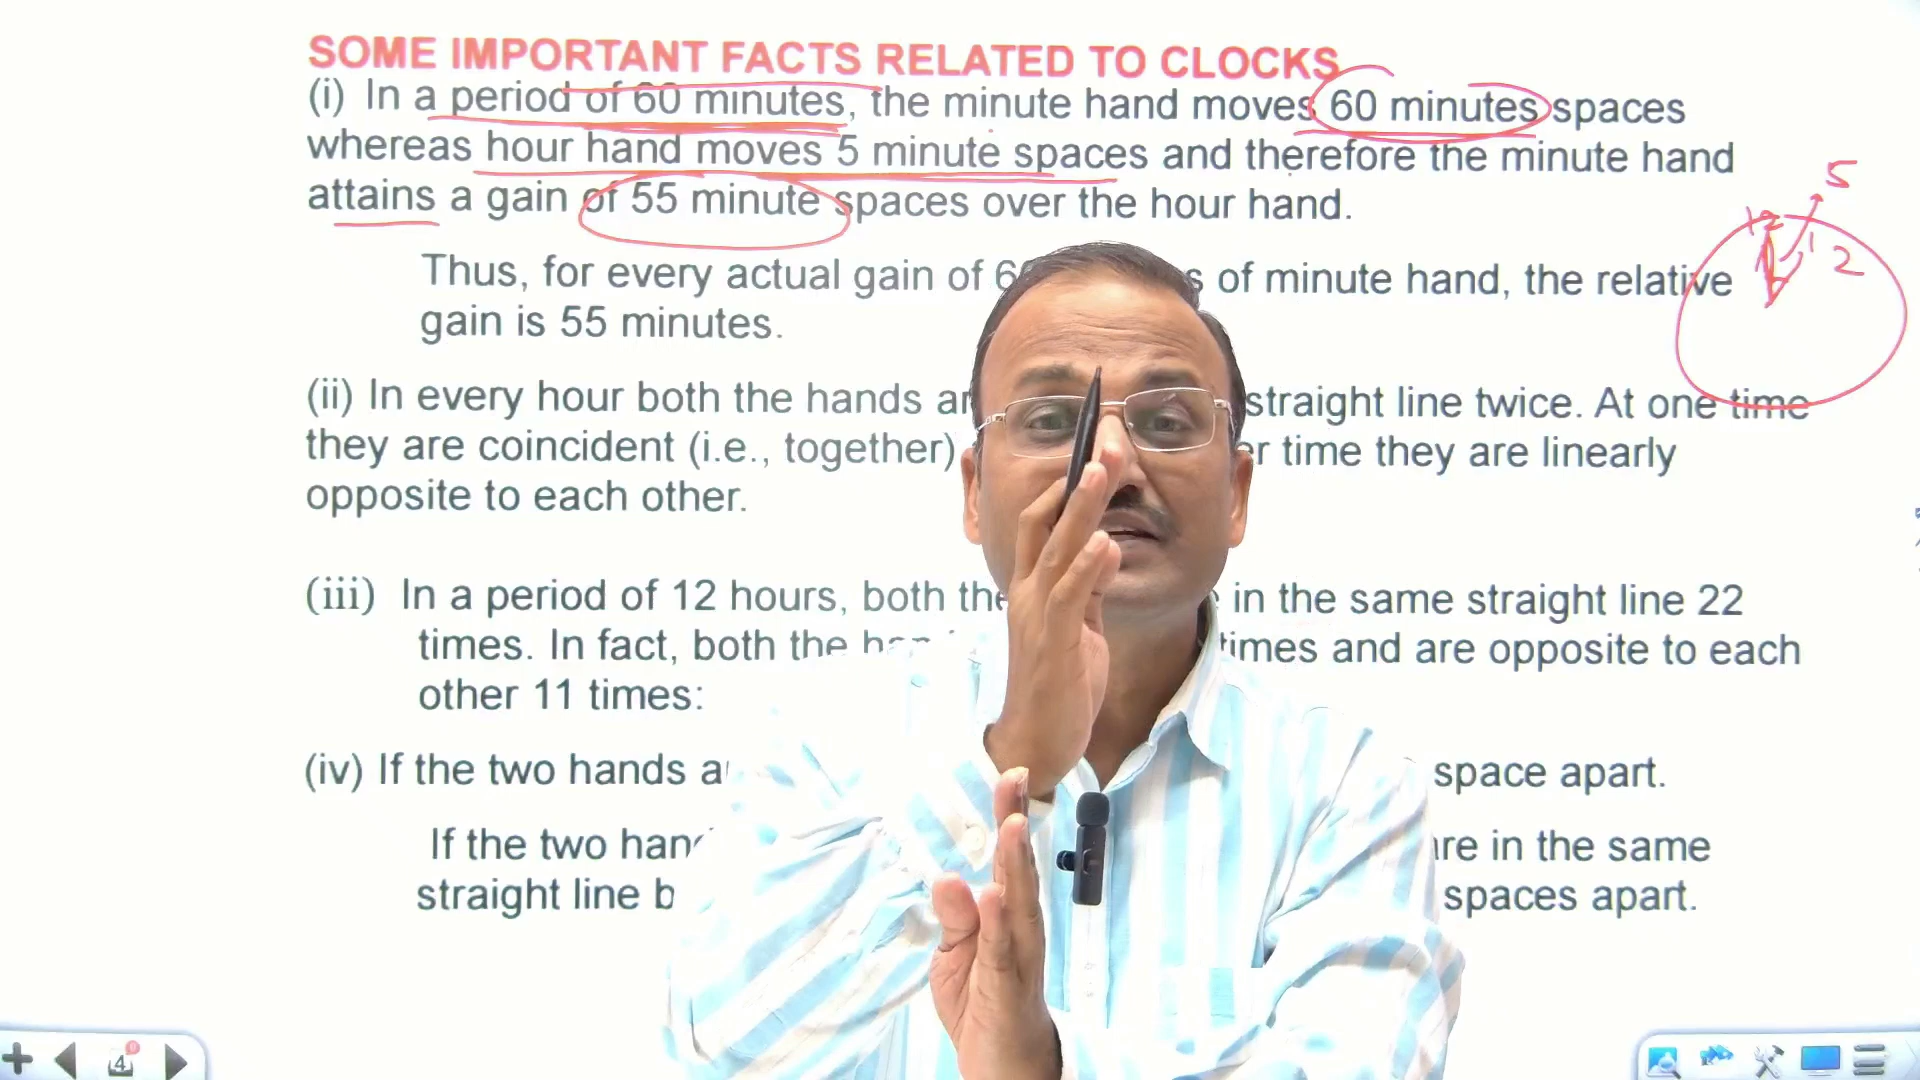 SOME IMPORTANT FACTS RELATED TO CLOCKS
(i) In a period of 60 minutes, the minute hand moves 60 minutes spaces
whereas hour hand moves 5 minute spaces and therefore the minute hand
attains a gain of 55 minute spaces over the hour hand.
5
12
1
2
Thus, for every actual gain of of minute hand, the relative
gain is 55 minutes.
(ii) In every hour both the hands straight line twice. At one time
they are coincident (i.e., together) time they are linearly
opposite to each other.
(iii) In a period of 12 hours, both the in the same straight line 22
times. In fact, both the times and are opposite to each
other 11 times:
(iv) If the two hands space apart.
If the two are in the same
straight line spaces apart.
4